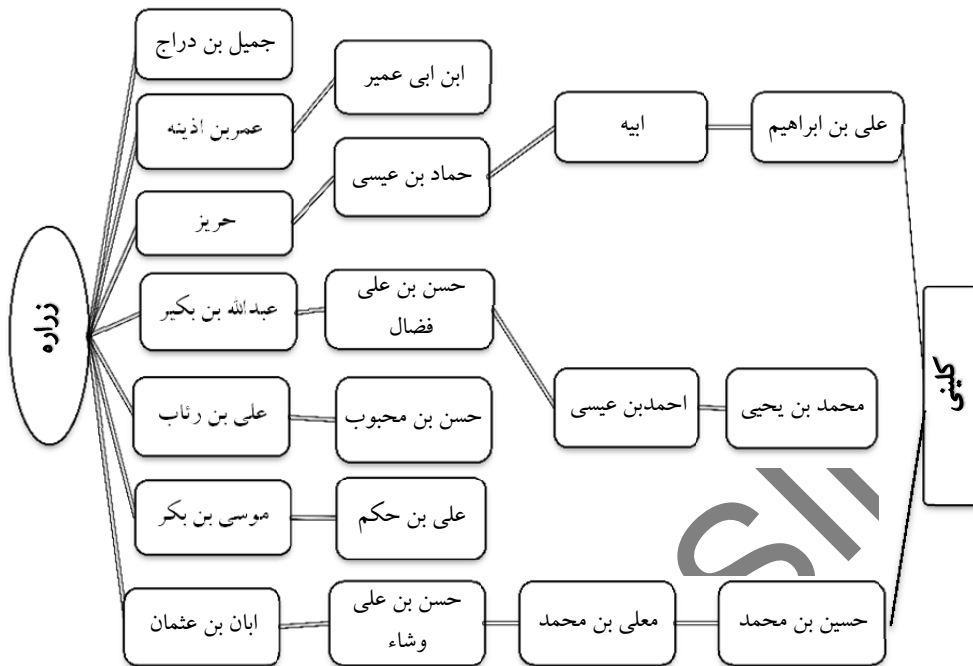 جمیل بن دراج
ابن ابی عمیر
عمربن اذینه
علی بن ابراهیم
ابیه
حماد بن عیسی
حریز
زراره
کلینی
حسن بن علی
فضال
عبدالله بن بکیر
محمد بن یحیی
احمدبن عیسی
حسن بن محبوب
علی بن رئاب
علی بن حکم
موسی بن بکر
حسین بن محمد
معلی بن محمد
حسن بن علی
وشاء
ابان بن عثمان